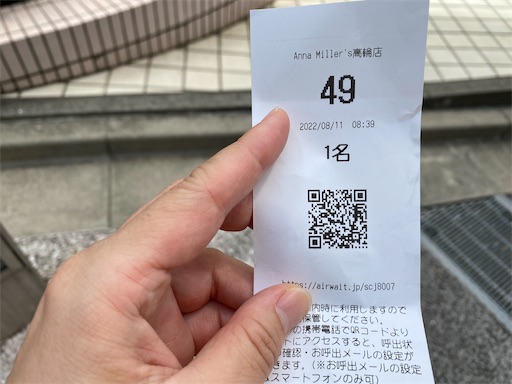 Anna Miller's高輪店
49
2022/08/11 08:39
1名
https://airwait.jp/scj8007
内時に利用しますので
保管してください。
の携帯電話でQRコードより
トにアクセスすると、呼出状
確認・お呼出メールの設定が
きます。(※お呼出メールの設定
スマートフォンのみ可)